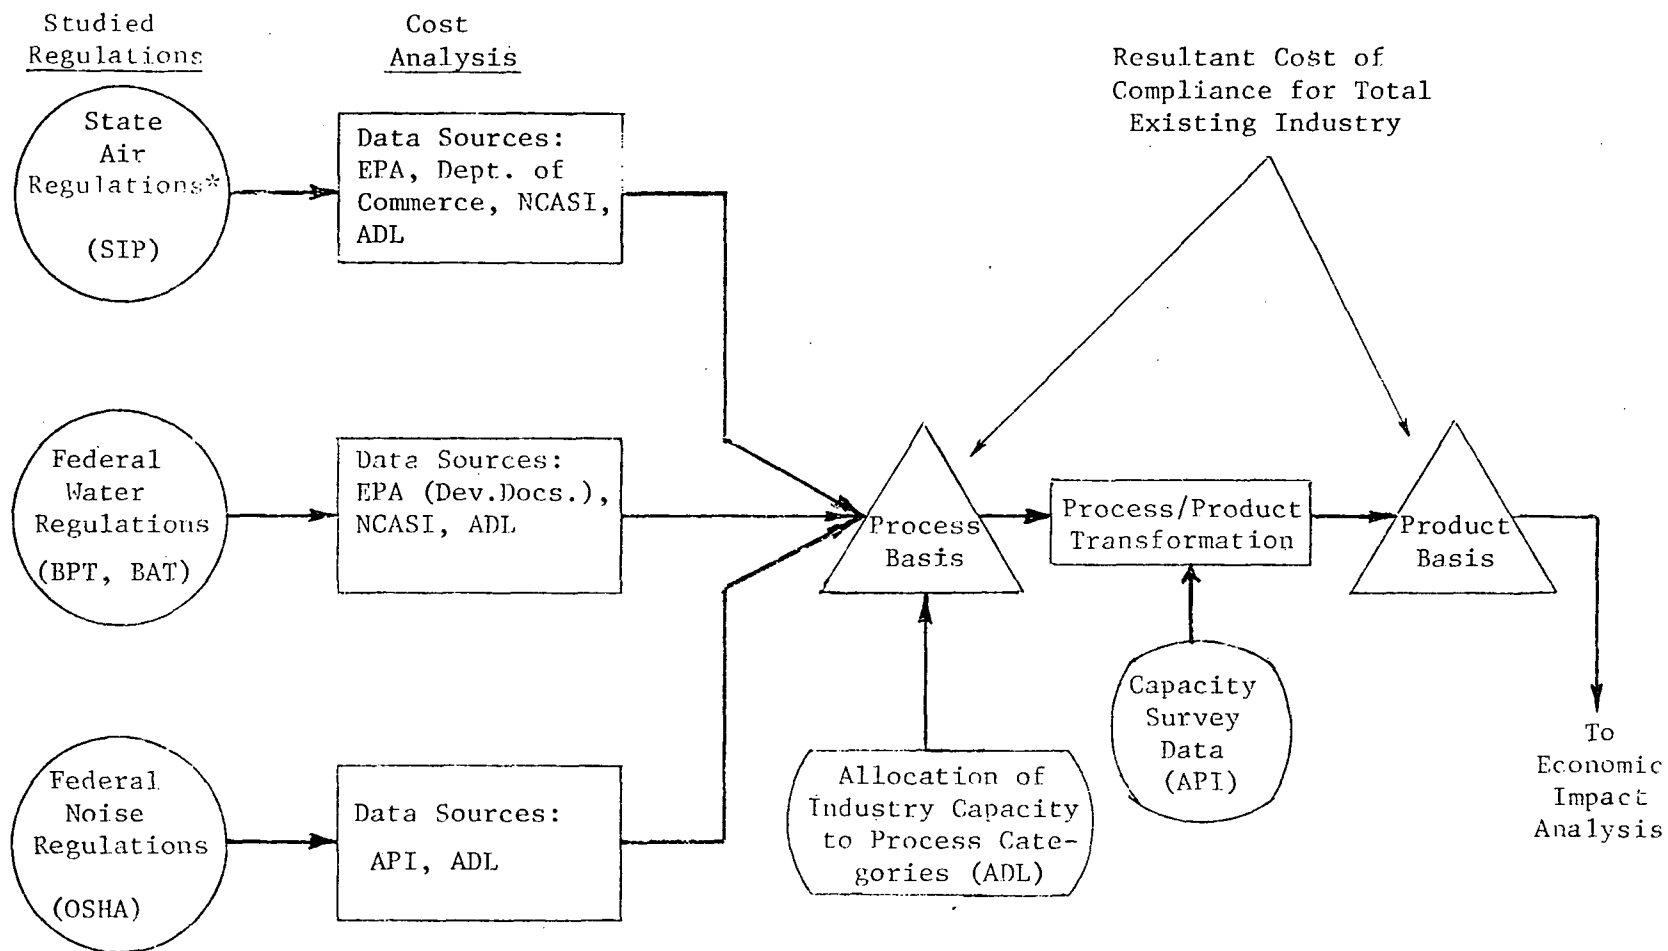 Studied
Regulations
Cost
Analysis
Resultant Cost of
Compliance for Total
Existing Industry
State
Air
Regulations*
(SIP)
Data Sources:
EPA, Dept. of
Commerce, NCASI,
ADL
Federal
Water
Regulations
(BPT, BAT)
Data Sources:
EPA (Dev.Docs.),
NCASI, ADL
Process
Basis
Process/Product
Transformation
Product
Basis
Federal
Noise
Regulations
(OSHA)
Data Sources:
API, ADL
Allocation of
Industry Capacity
to Process Cate-
gories (ADL)
Capacity
Survey
Data
(API)
To
Economic
Impact
Analysis